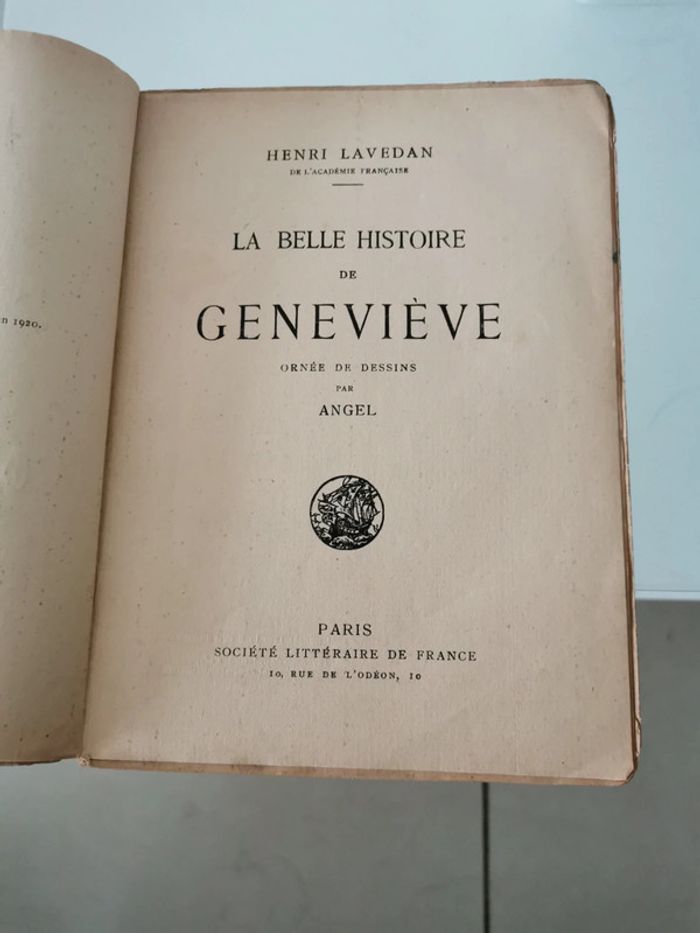 n 1920.
HENRI LAVEDAN
DE L'ACADÉMIE FRANÇAISE
LA BELLE HISTOIRE
DE
GENEVIÈVE
ORNÉE DE DESSINS
PAR
ANGEL
PARIS
SOCIÉTÉ LITTÉRAIRE DE FRANCE
10, RUE DE L'ODÉON, 10